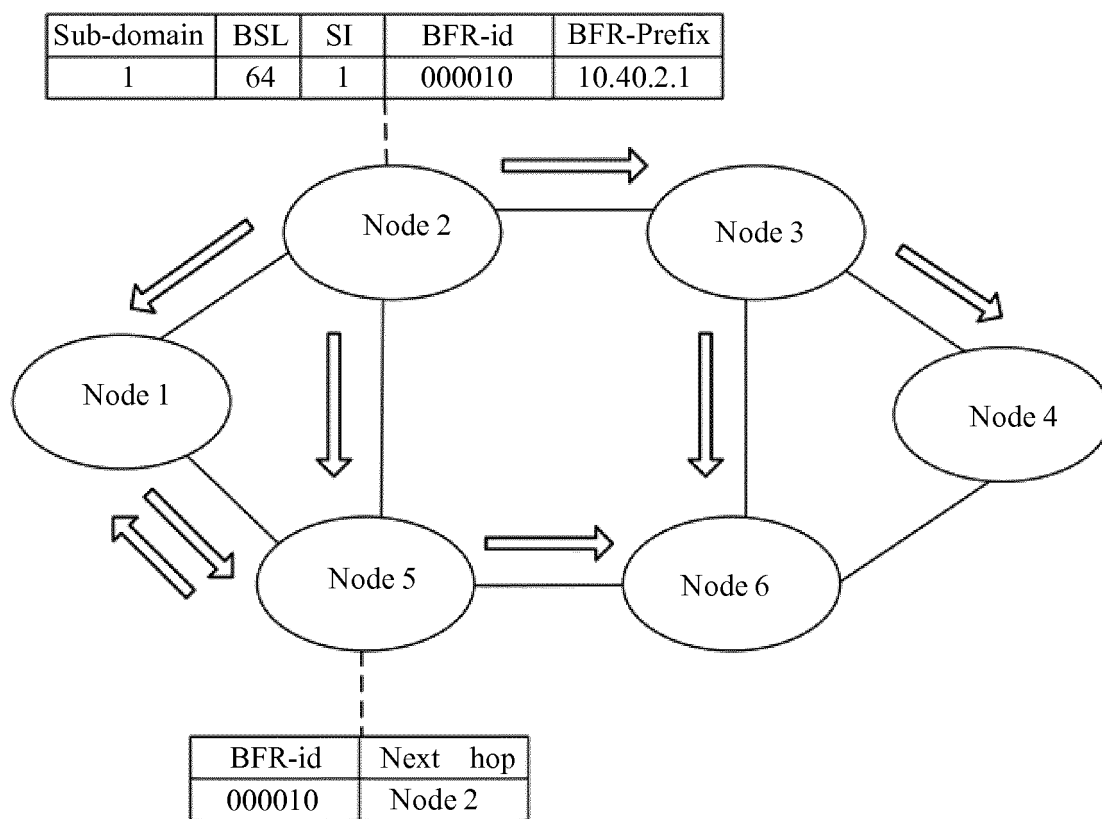 Sub-domain BSL SI BFR-id BFR-Prefix
1 64 1 000010 10.40.2.1
Node 2
Node 3
Node 1
Node 4
Node 5
Node 6
BFR-id Next hop
000010 Node 2